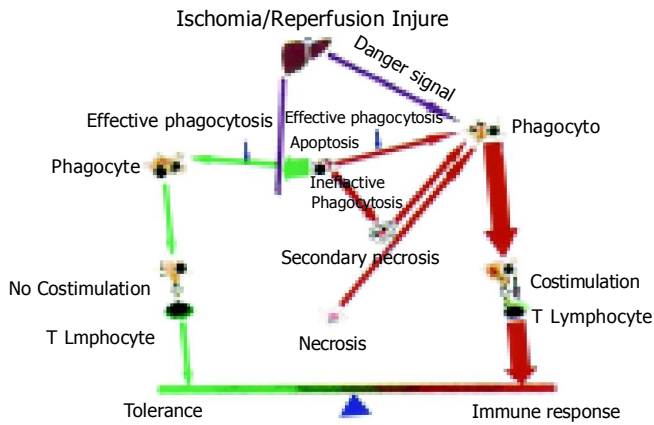 Ischomia/Reperfusion Injure
Danger signal
Effective phagocytosis
Effective phagocytosis
Apoptosis
Phagocyto
Phagocyte
Ineffactive
Phagocytosis
Secondary necrosis
No Costimulation
Costimulation
T Lmphocyte
T Lymphocyte
Necrosis
Tolerance
Immune response